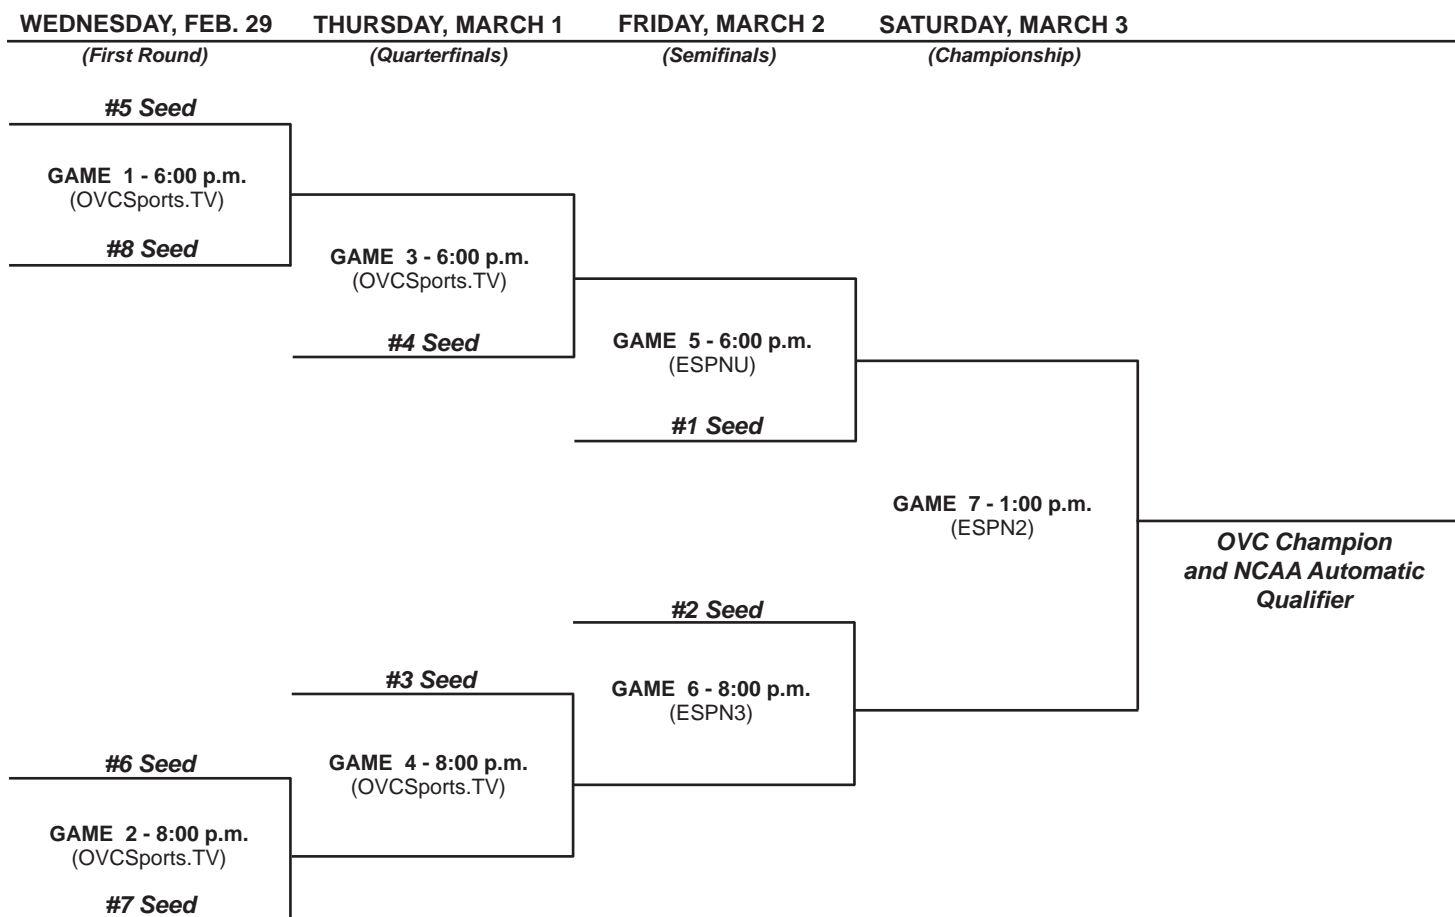 WEDNESDAY, FEB. 29 THURSDAY, MARCH 1 FRIDAY, MARCH 2 SATURDAY, MARCH 3
(First Round) (Quarterfinals) (Semifinals) (Championship)
#5 Seed
GAME 1 - 6:00 p.m.
(OVCSports.TV)
#8 Seed
GAME 3 - 6:00 p.m.
(OVCSports.TV)
#4 Seed
GAME 5 - 6:00 p.m.
(ESPNU)
#1 Seed
GAME 7 - 1:00 p.m.
(ESPN2)
OVC Champion
and NCAA Automatic
Qualifier
#2 Seed
GAME 6 - 8:00 p.m.
(ESPN3)
#3 Seed
GAME 4 - 8:00 p.m.
(OVCSports.TV)
#6 Seed
GAME 2 - 8:00 p.m.
(OVCSports.TV)
#7 Seed